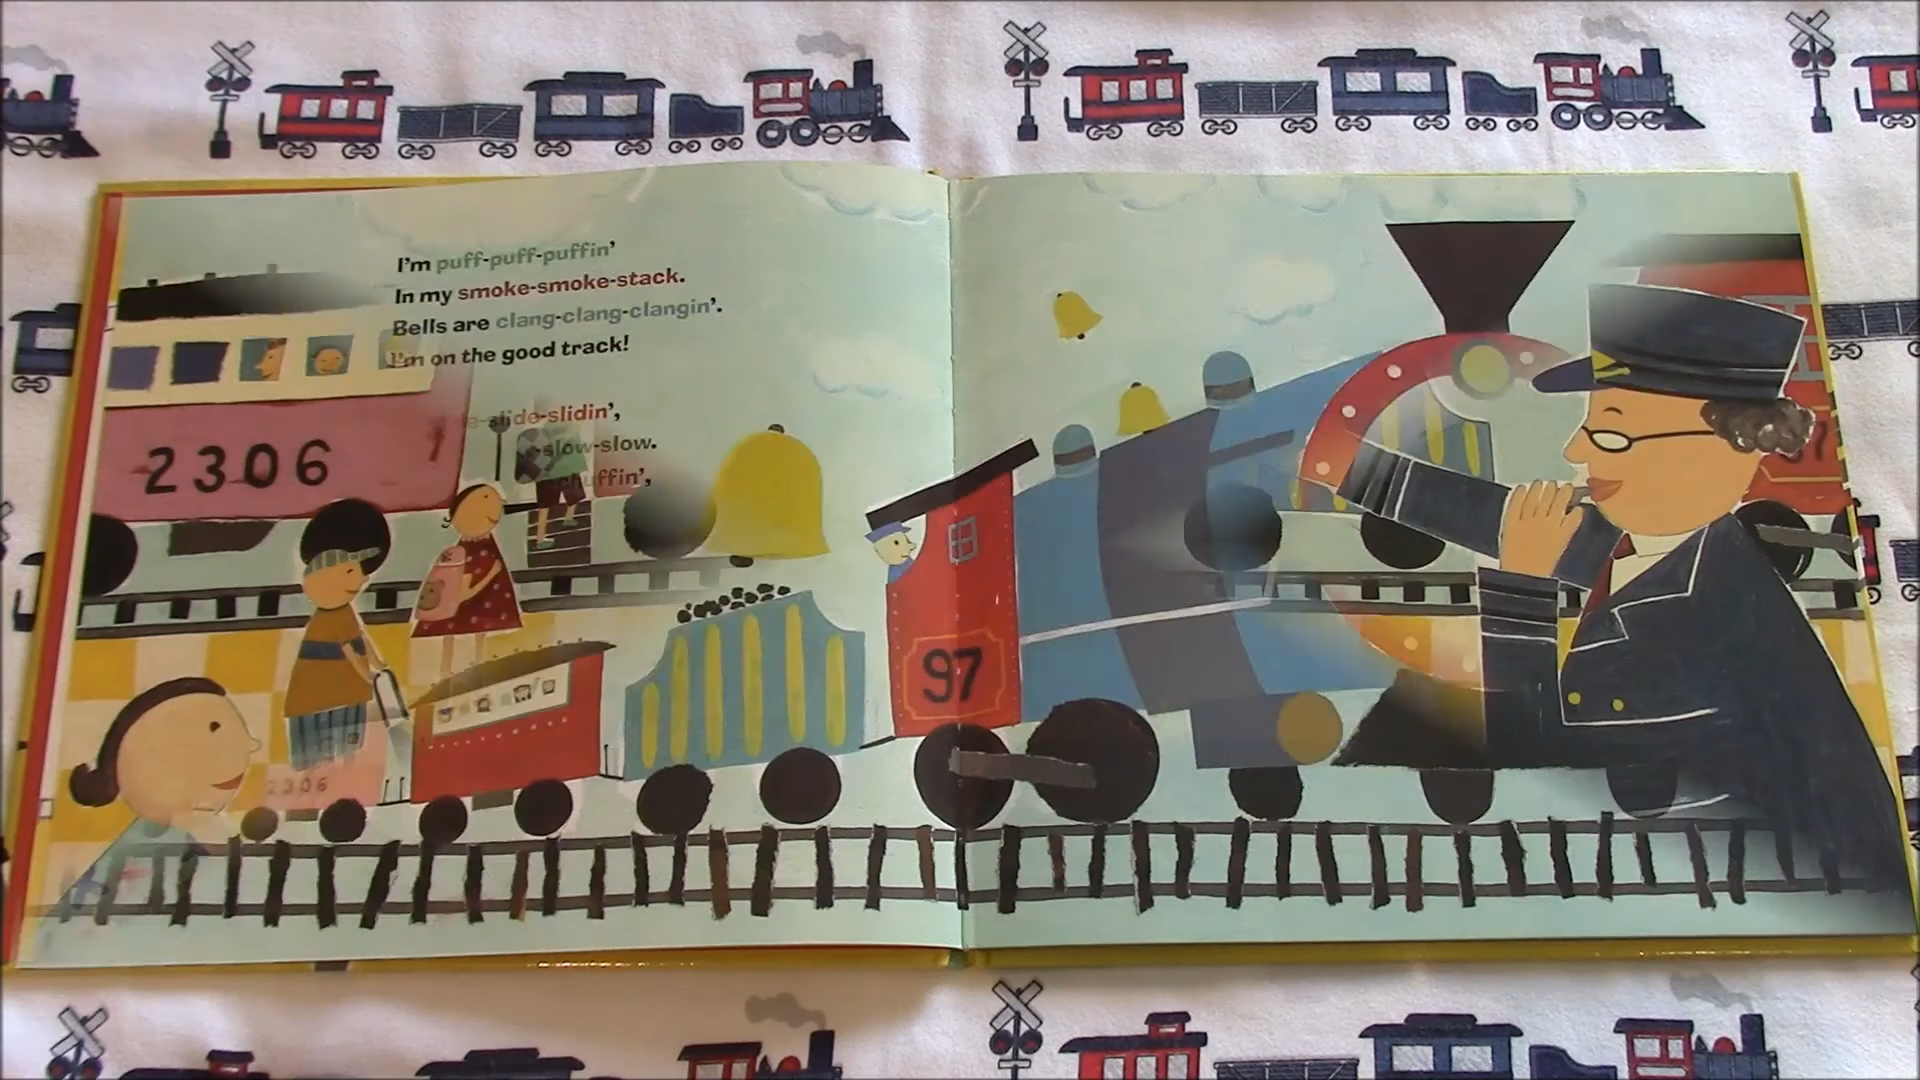 I'm puff-puff-puffin'
In my smoke-smoke-stack.
Bells are clang-clang-clangin'.
I'm on the good track!
slide-slidin',
slow-slow.
chuffin',
2306
97
2306